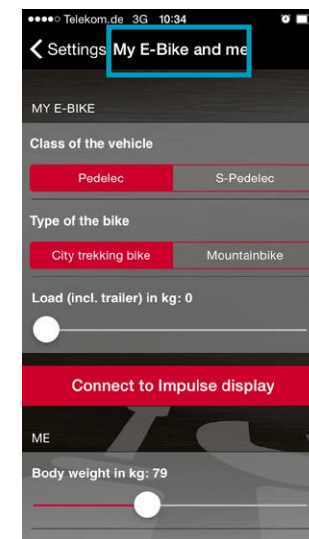 Telekom.de 3G 10:34
Settings My E-Bike and me
MY E-BIKE
Class of the vehicle
Pedelec S-Pedelec
Type of the bike
City trekking bike Mountainbike
Load (incl. trailer) in kg: 0
Connect to Impulse display
ME
Body weight in kg: 79